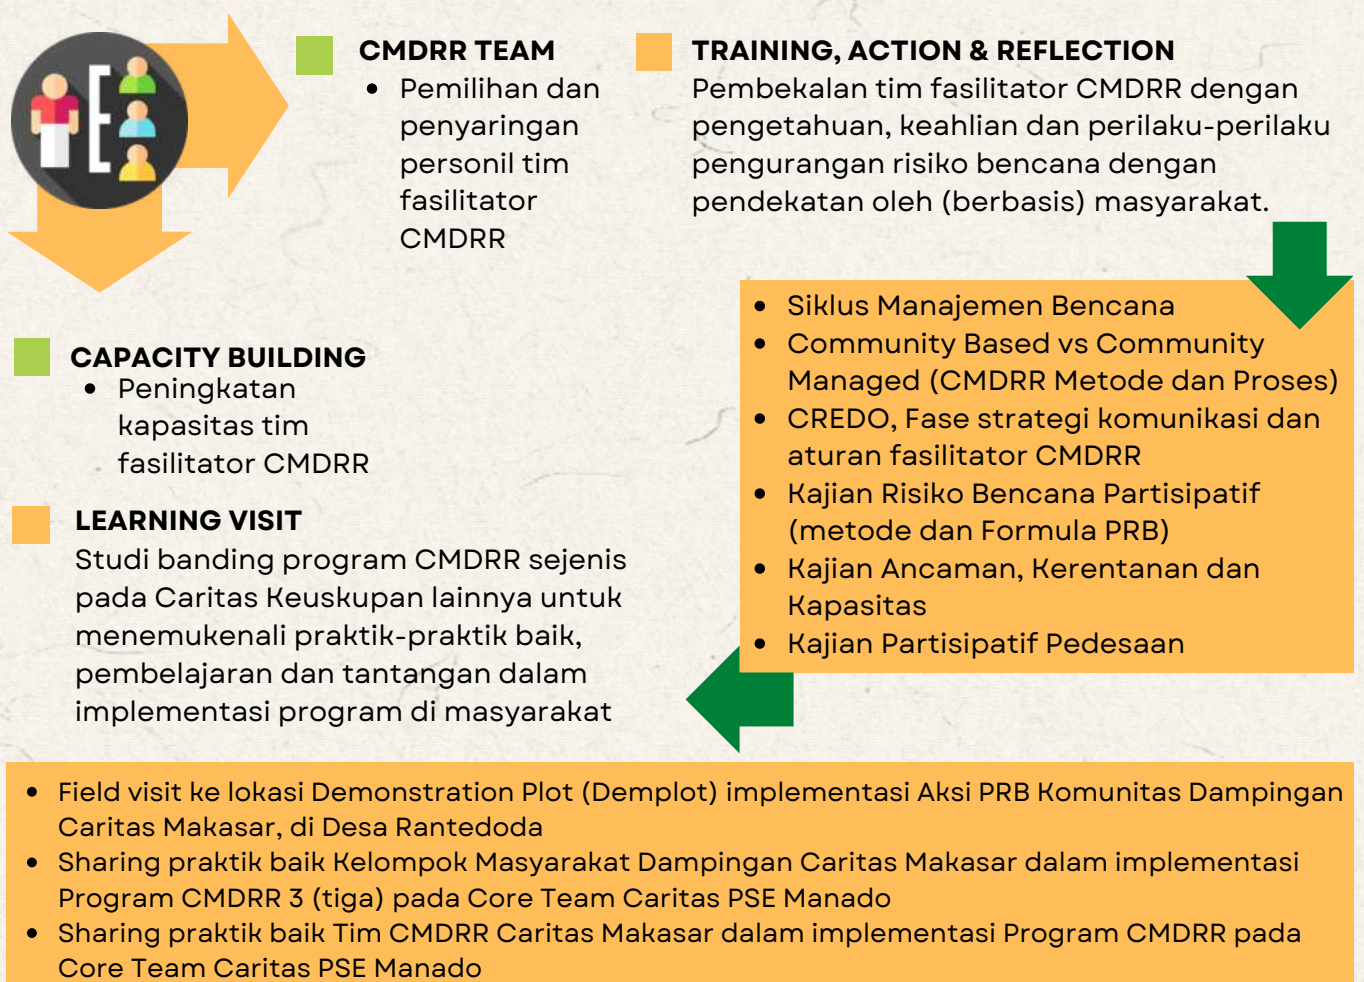 CMDRR TEAM
• Pemilihan dan
penyaringan
personil tim
fasilitator
CMDRR
TRAINING, ACTION & REFLECTION
Pembekalan tim fasilitator CMDRR dengan
pengetahuan, keahlian dan perilaku-perilaku
pengurangan risiko bencana dengan
pendekatan oleh (berbasis) masyarakat.
• Siklus Manajemen Bencana
• Community Based vs Community
Managed (CMDRR Metode dan Proses)
• CREDO, Fase strategi komunikasi dan
aturan fasilitator CMDRR
• Kajian Risiko Bencana Partisipatif
(metode dan Formula PRB)
• Kajian Ancaman, Kerentanan dan
Kapasitas
• Kajian Partisipatif Pedesaan
CAPACITY BUILDING
• Peningkatan
kapasitas tim
fasilitator CMDRR
LEARNING VISIT
Studi banding program CMDRR sejenis
pada Caritas Keuskupan lainnya untuk
menemukenali praktik-praktik baik,
pembelajaran dan tantangan dalam
implementasi program di masyarakat
• Field visit ke lokasi Demonstration Plot (Demplot) implementasi Aksi PRB Komunitas Dampingan
Caritas Makasar, di Desa Rantedoda
• Sharing praktik baik Kelompok Masyarakat Dampingan Caritas Makasar dalam implementasi
Program CMDRR 3 (tiga) pada Core Team Caritas PSE Manado
• Sharing praktik baik Tim CMDRR Caritas Makasar dalam implementasi Program CMDRR pada
Core Team Caritas PSE Manado